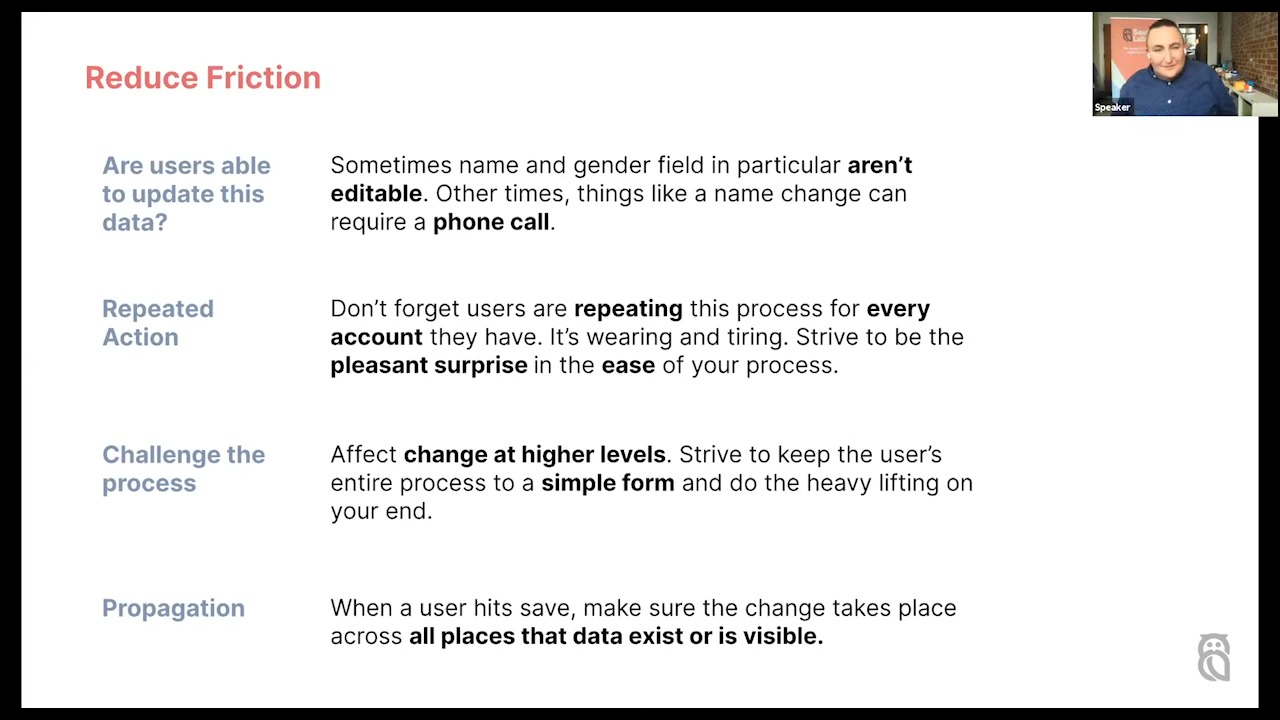 Reduce Friction
Speaker
Are users able
to update this
data?
Sometimes name and gender field in particular aren’t
editable. Other times, things like a name change can
require a phone call.
Repeated
Action
Don’t forget users are repeating this process for every
account they have. It’s wearing and tiring. Strive to be the
pleasant surprise in the ease of your process.
Challenge the
process
Affect change at higher levels. Strive to keep the user’s
entire process to a simple form and do the heavy lifting on
your end.
Propagation
When a user hits save, make sure the change takes place
across all places that data exist or is visible.